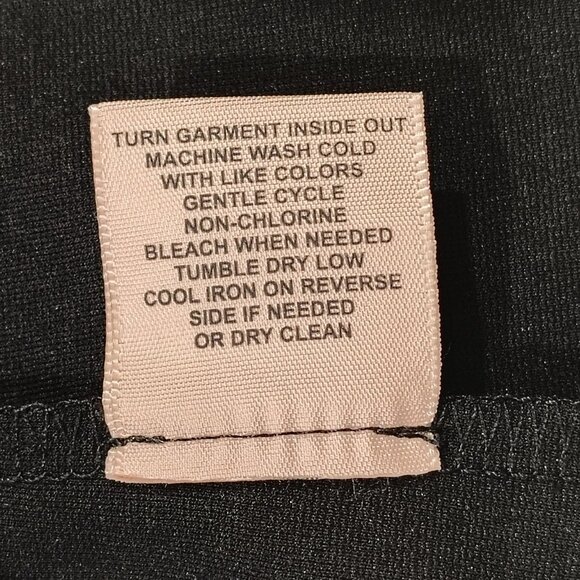 TURN GARMENT INSIDE OUT
MACHINE WASH COLD
WITH LIKE COLORS
GENTLE CYCLE
NON-CHLORINE
BLEACH WHEN NEEDED
TUMBLE DRY LOW
COOL IRON ON REVERSE
SIDE IF NEEDED
OR DRY CLEAN